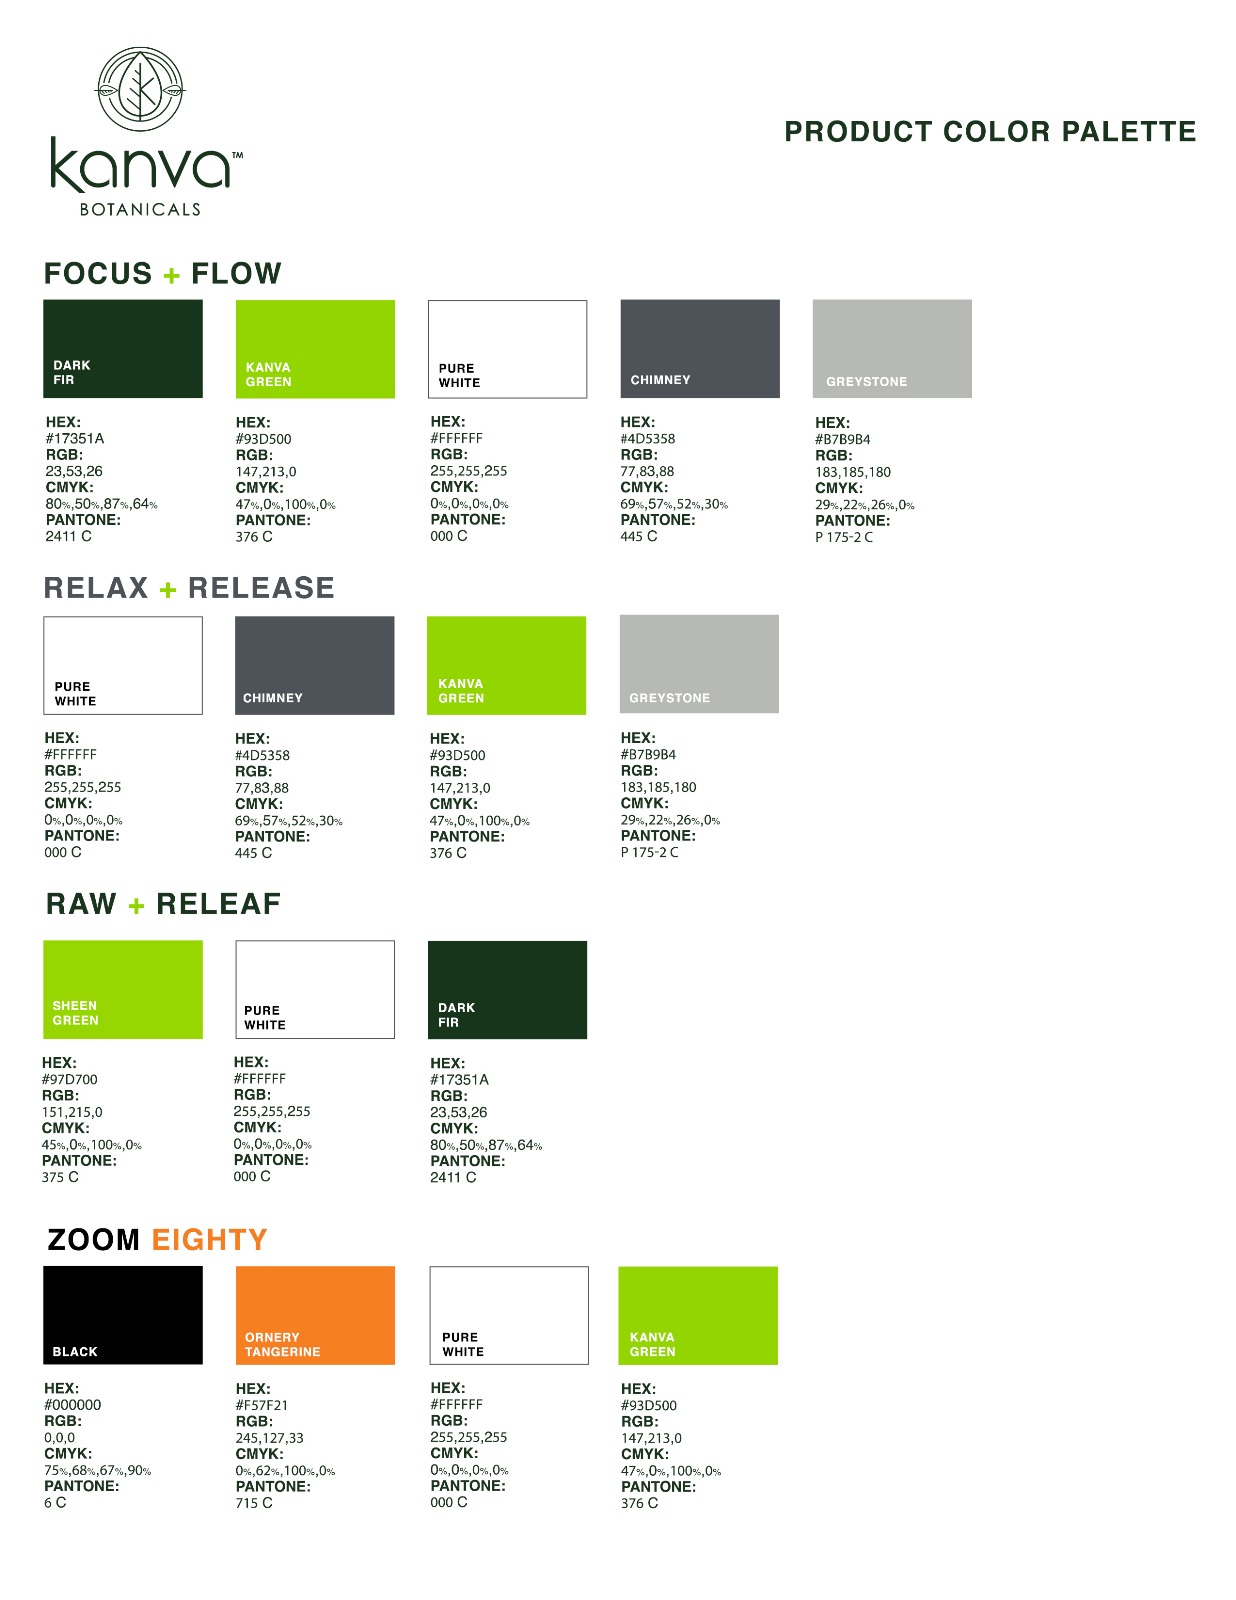 kanva™
BOTANICALS
PRODUCT COLOR PALETTE
FOCUS + FLOW
DARK
FIR
HEX:
#17351A
RGB:
23,53,26
CMYK:
80%,50%,87%,64%
PANTONE:
2411 C
KANVA
GREEN
HEX:
#93D500
RGB:
147,213,0
CMYK:
47%,0%,100%,0%
PANTONE:
376 C
PURE
WHITE
HEX:
#FFFFFF
RGB:
255,255,255
CMYK:
0%,0%,0%,0%
PANTONE:
000 C
CHIMNEY
HEX:
#4D5358
RGB:
77,83,88
CMYK:
69%,57%,52%,30%
PANTONE:
445 C
GREYSTONE
HEX:
#B7B9B4
RGB:
183,185,180
CMYK:
29%,22%,26%,0%
PANTONE:
P 175-2 C
RELAX + RELEASE
PURE
WHITE
HEX:
#FFFFFF
RGB:
255,255,255
CMYK:
0%,0%,0%,0%
PANTONE:
000 C
CHIMNEY
HEX:
#4D5358
RGB:
77,83,88
CMYK:
69%,57%,52%,30%
PANTONE:
445 C
KANVA
GREEN
HEX:
#93D500
RGB:
147,213,0
CMYK:
47%,0%,100%,0%
PANTONE:
376 C
GREYSTONE
HEX:
#B7B9B4
RGB:
183,185,180
CMYK:
29%,22%,26%,0%
PANTONE:
P 175-2 C
RAW + RELEAF
SHEEN
GREEN
HEX:
#97D700
RGB:
151,215,0
CMYK:
45%,0%,100%,0%
PANTONE:
375 C
PURE
WHITE
HEX:
#FFFFFF
RGB:
255,255,255
CMYK:
0%,0%,0%,0%
PANTONE:
000 C
DARK
FIR
HEX:
#17351A
RGB:
23,53,26
CMYK:
80%,50%,87%,64%
PANTONE:
2411 C
ZOOM EIGHTY
BLACK
HEX:
#000000
RGB:
0,0,0
CMYK:
75%,68%,67%,90%
PANTONE:
6 C
ORNERY
TANGERINE
HEX:
#F57F21
RGB:
245,127,33
CMYK:
0%,62%,100%,0%
PANTONE:
715 C
PURE
WHITE
HEX:
#FFFFFF
RGB:
255,255,255
CMYK:
0%,0%,0%,0%
PANTONE:
000 C
KANVA
GREEN
HEX:
#93D500
RGB:
147,213,0
CMYK:
47%,0%,100%,0%
PANTONE:
376 C